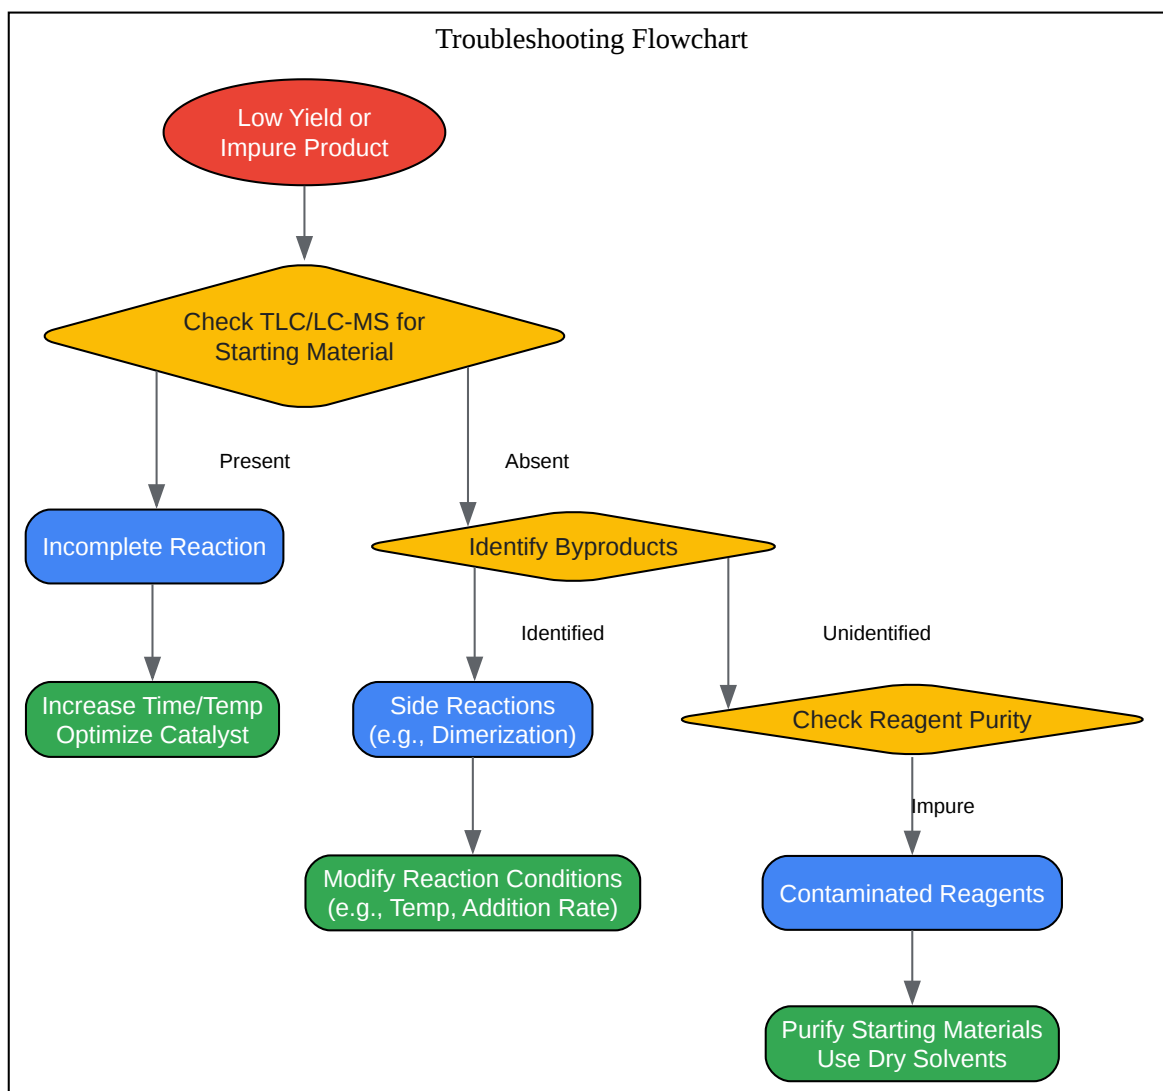 Troubleshooting Flowchart
Low Yield or
Impure Product
Check TLC/LC-MS for
Starting Material
Present
Absent
Incomplete Reaction
Identify Byproducts
Identified
Unidentified
Increase Time/Temp
Optimize Catalyst
Side Reactions
(e.g., Dimerization)
Check Reagent Purity
Impure
Modify Reaction Conditions
(e.g., Temp, Addition Rate)
Contaminated Reagents
Purify Starting Materials
Use Dry Solvents